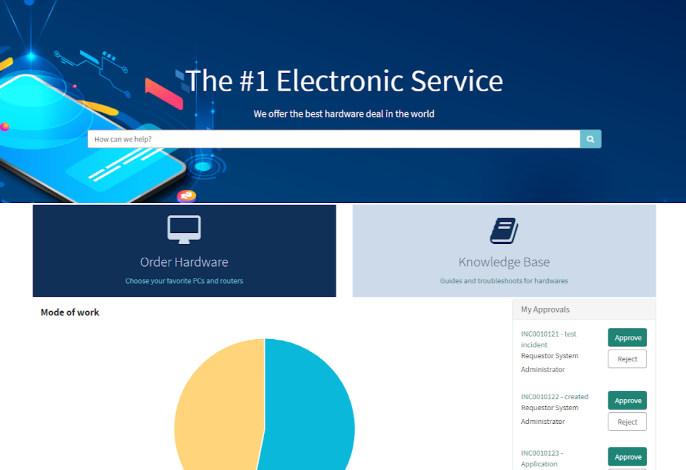 The #1 Electronic Service
We offer the best hardware deal in the world
How can we help?
Order Hardware
Choose your favorite PCs and routers
Knowledge Base
Guides and troubleshoots for hardwares
Mode of work
My Approvals
INC0010121 - test
incident
Requestor System
Administrator
Approve
Reject
INC0010122 - created
Requestor System
Administrator
Approve
Reject
INC0010123 -
Application
Approve